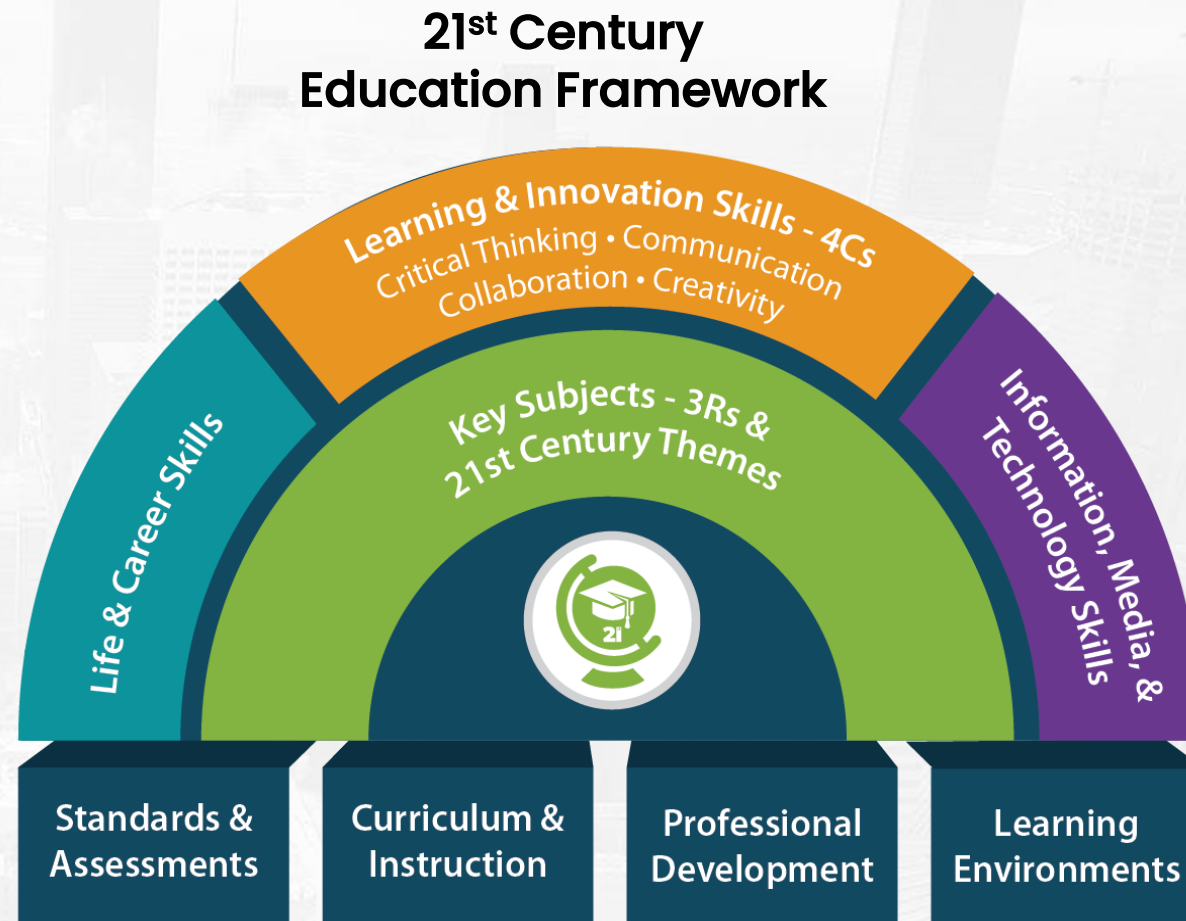 21st Century
Education Framework
Learning & Innovation Skills - 4Cs
Critical Thinking • Communication
Collaboration • Creativity
Life & Career Skills
Key Subjects - 3Rs &
21st Century Themes
Information, Media, &
Technology Skills
21
Standards &
Assessments
Curriculum &
Instruction
Professional
Development
Learning
Environments